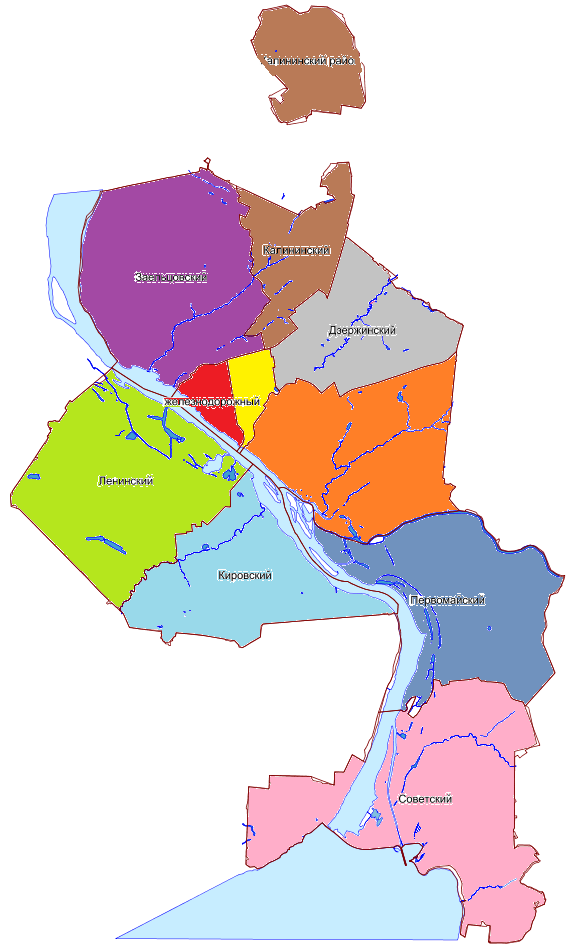 Калининский райо
Заельцовский
Калининский
Дзержинский
железнодорожный
Ленинский
Кировский
Первомайский
Советский